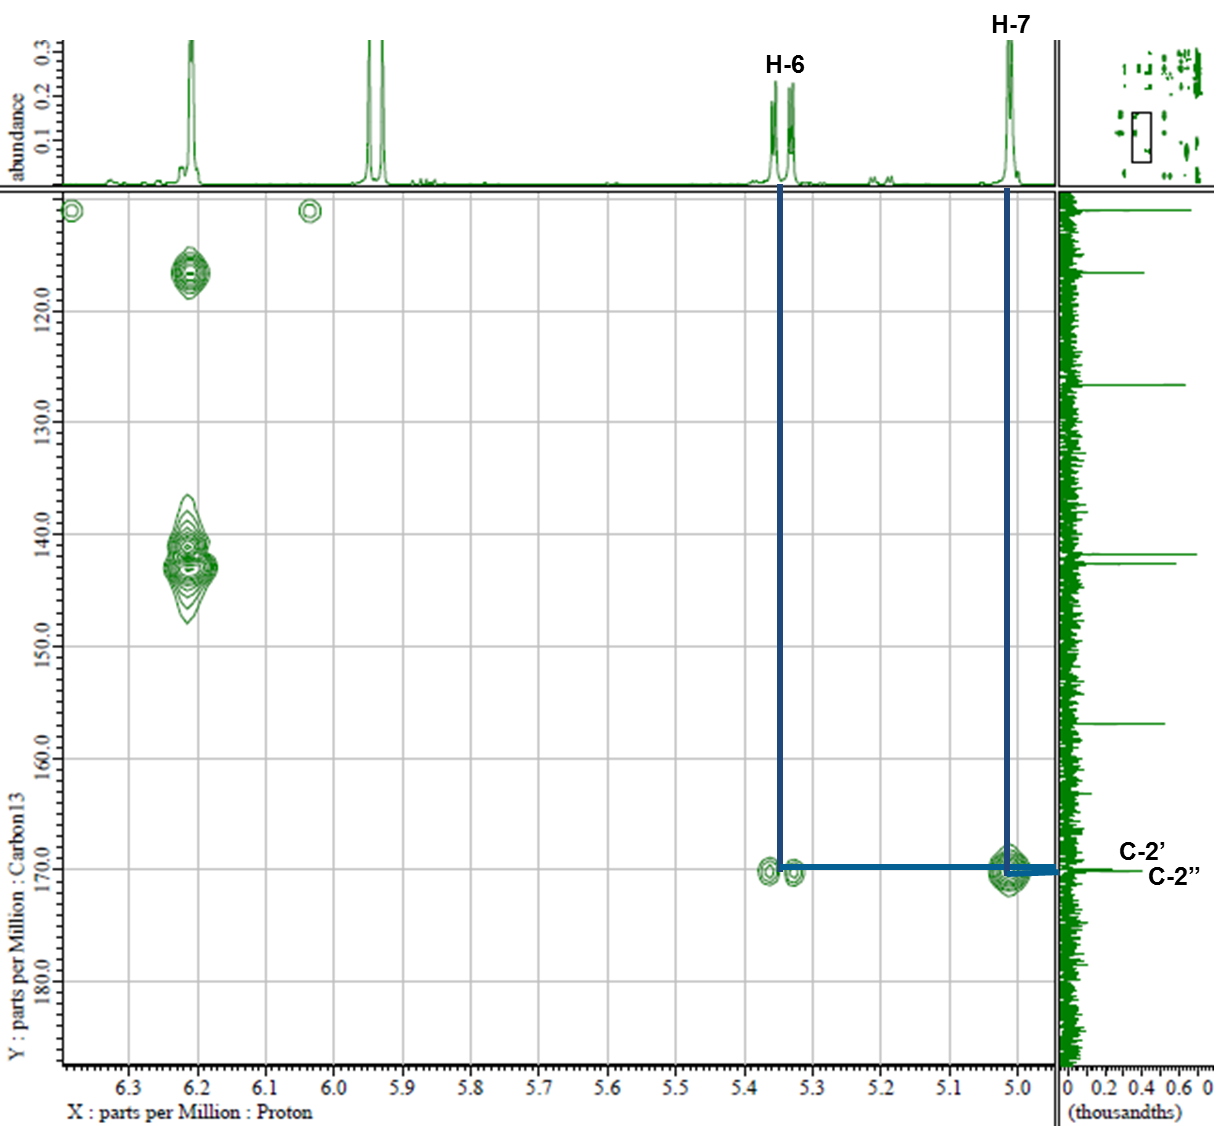 H-6
H-7
abundance
0.3
0.2
0.1
120.0
130.0
140.0
150.0
160.0
170.0
180.0
Y : parts per Million : Carbon13
C-2’
C-2”
6.3 6.2 6.1 6.0 5.9 5.8 5.7 5.6 5.5 5.4 5.3 5.2 5.1 5.0
0 0.2 0.4 0.6 0
X : parts per Million : Proton
(thousandths)